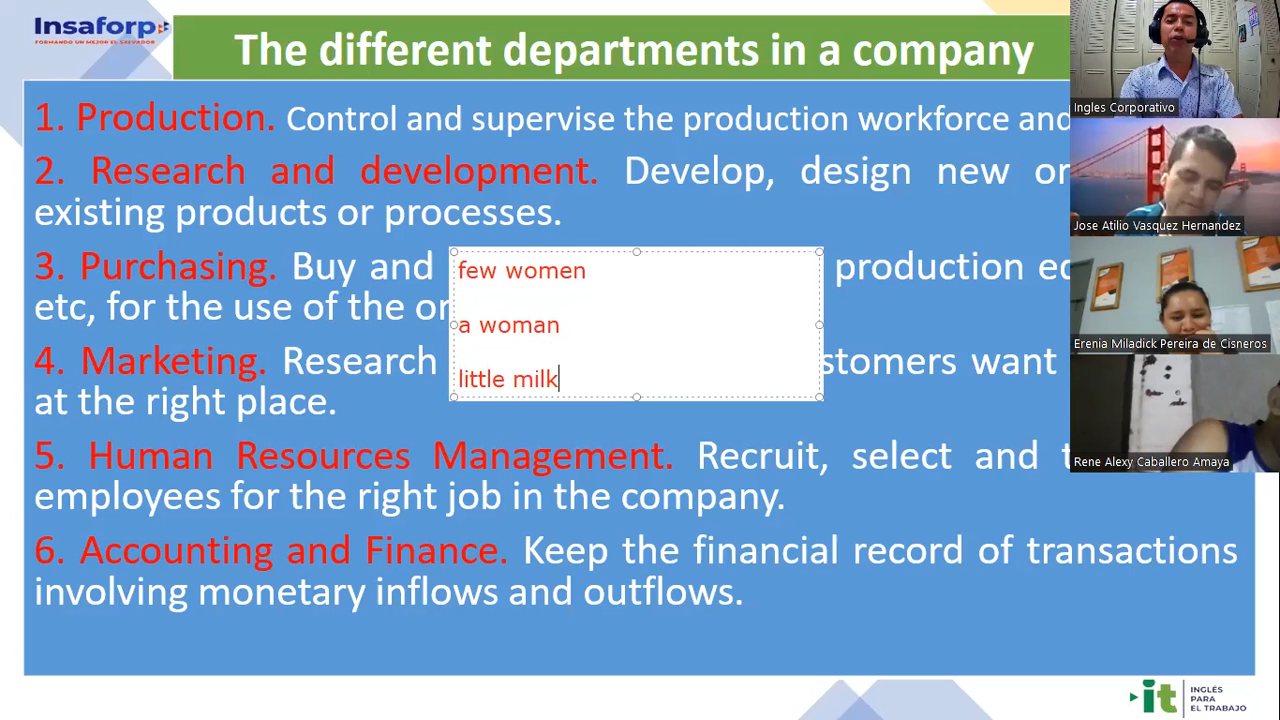 Insaforp
FORMANDO UN MEJOR EL SALVADOR
The different departments in a company
1. Production. Control and supervise the production workforce and
2. Research and development. Develop, design new or
existing products or processes.
3. Purchasing. Buy and production
etc, for the use of the
4. Marketing. Research customers want
at the right place.
5. Human Resources Management. Recruit, select and
employees for the right job in the company.
6. Accounting and Finance. Keep the financial record of transactions
involving monetary inflows and outflows.
few women
a woman
little milk
Ingles Corporativo
Jose Atilio Vasquez Hernandez
Erenia Miladick Pereira de Cisneros
Rene Alexy Caballero Amaya
it
INGLÉS
PARA
EL TRABAJO